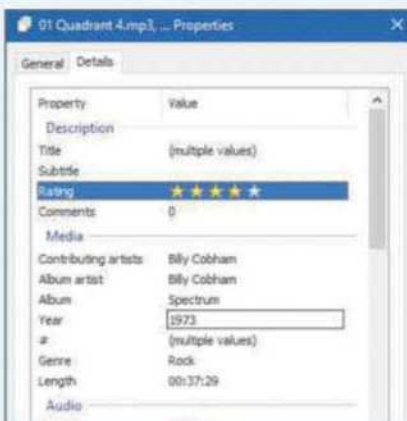 01 Quadrant 4.mp3, ... Properties
General Details
Property Value
Description
Title (multiple values)
Subtitle
Rating
Comments 0
Media
Contributing artists Billy Cobham
Album artist Billy Cobham
Album Spectrum
Year 1973
# (multiple values)
Genre Rock
Length 00:37:29
Audio